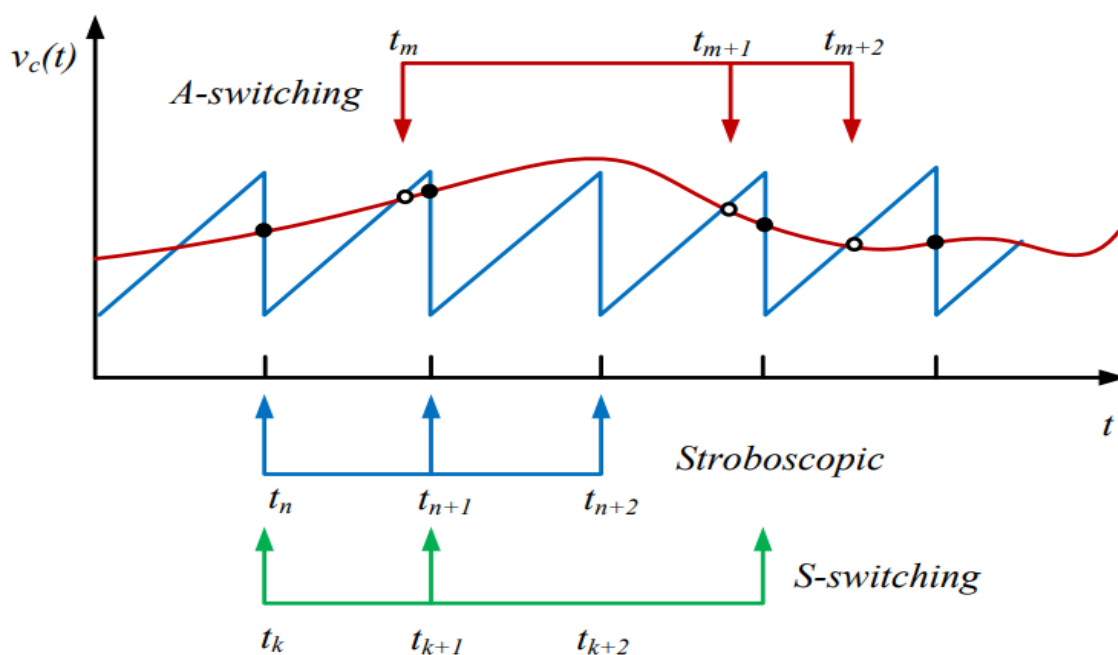 t_m t_{m+1} t_{m+2}
v_c(t)
A-switching
t
Stroboscopic
t_n t_{n+1} t_{n+2}
S-switching
t_k t_{k+1} t_{k+2}